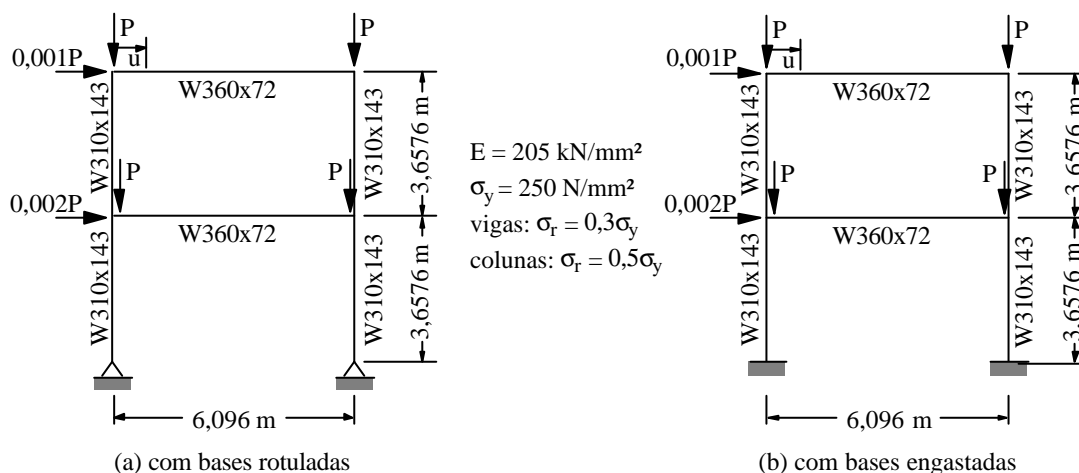 P
P
0,001P
u
W360x72
W310x143
W310x143
3,6576 m
P
P
0,002P
W360x72
W310x143
W310x143
3,6576 m
6,096 m
(a) com bases rotuladas
E = 205 kN/mm²
σy = 250 N/mm²
vigas: σr = 0,3σy
colunas: σr = 0,5σy
P
P
0,001P
u
W360x72
W310x143
W310x143
3,6576 m
P
P
0,002P
W360x72
W310x143
W310x143
3,6576 m
6,096 m
(b) com bases engastadas